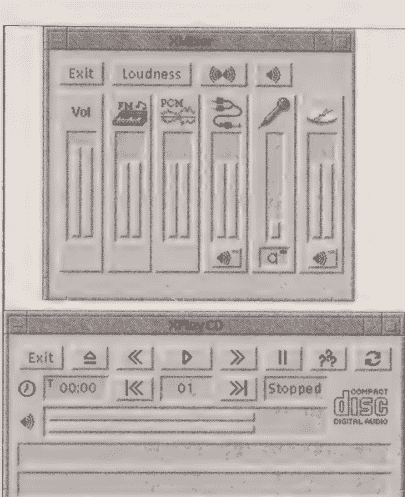 XMixer
Exit Loudness
Vol FM PCM
XPlayCD
Exit ???
T 00:00 01 Stopped
COMPACT
disc
DIGITAL AUDIO